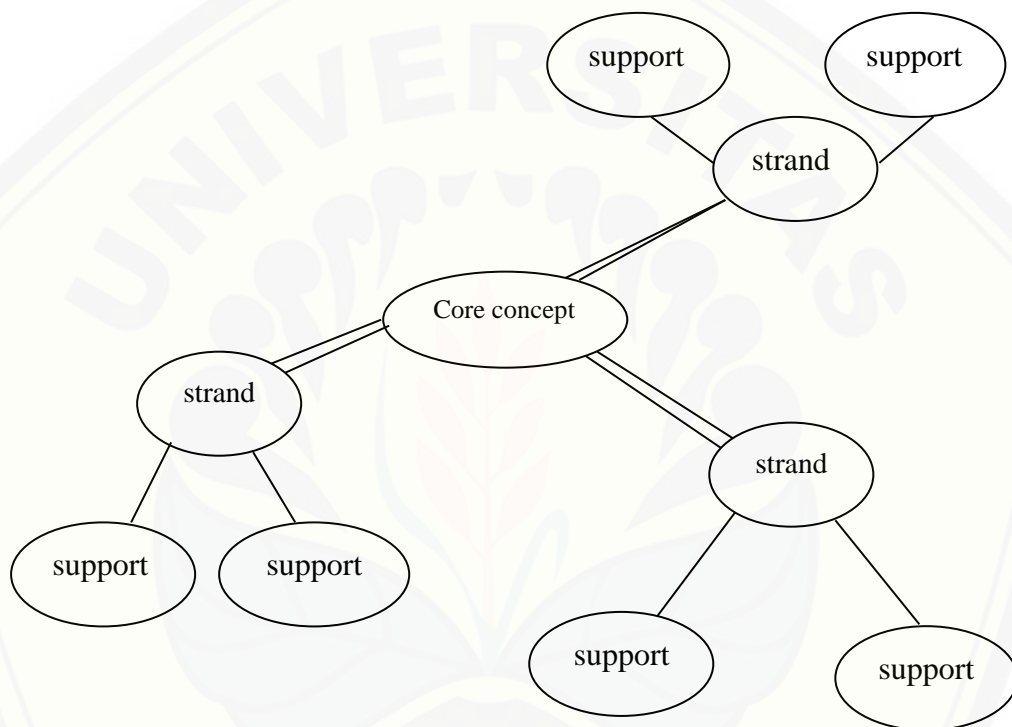 support
support
strand
UNIVERSITAS
Core concept
strand
strand
support
support
support
support